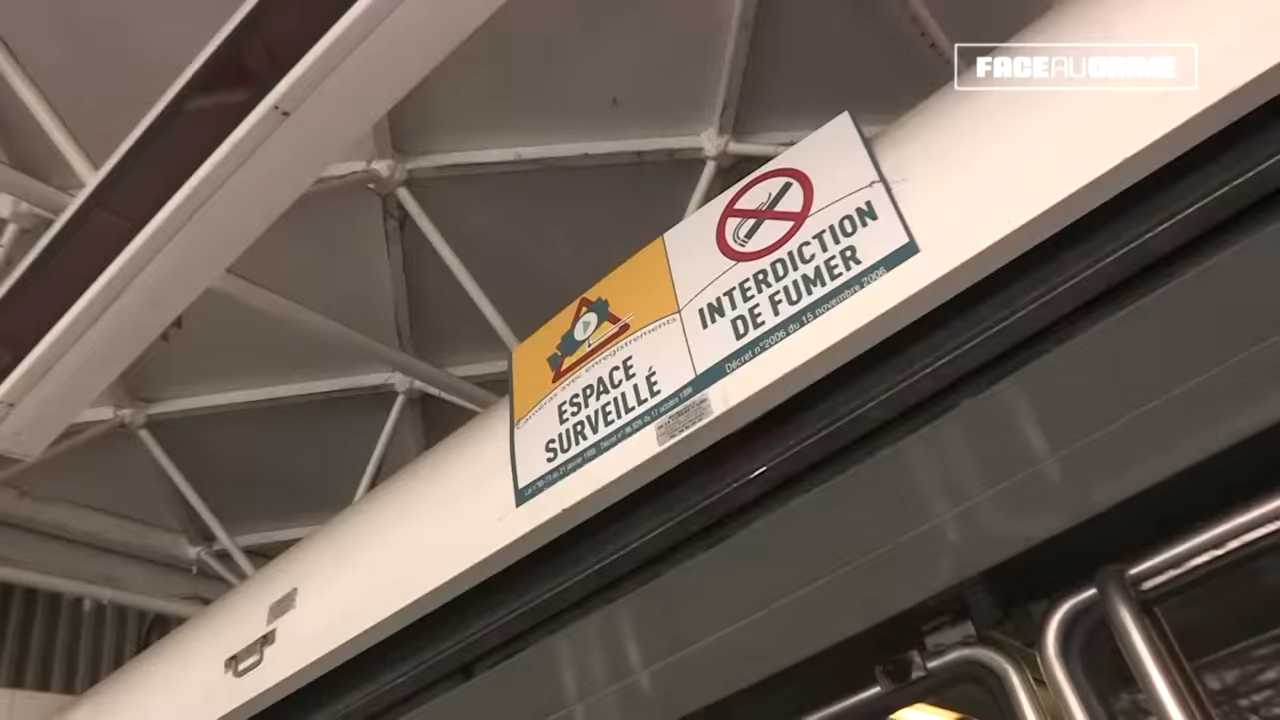 FACEAUCRIME
Caméras avec enregistrements
ESPACE
SURVEILLÉ
INTERDICTION
DE FUMER
Décret n°2006 du 15 novembre 2006